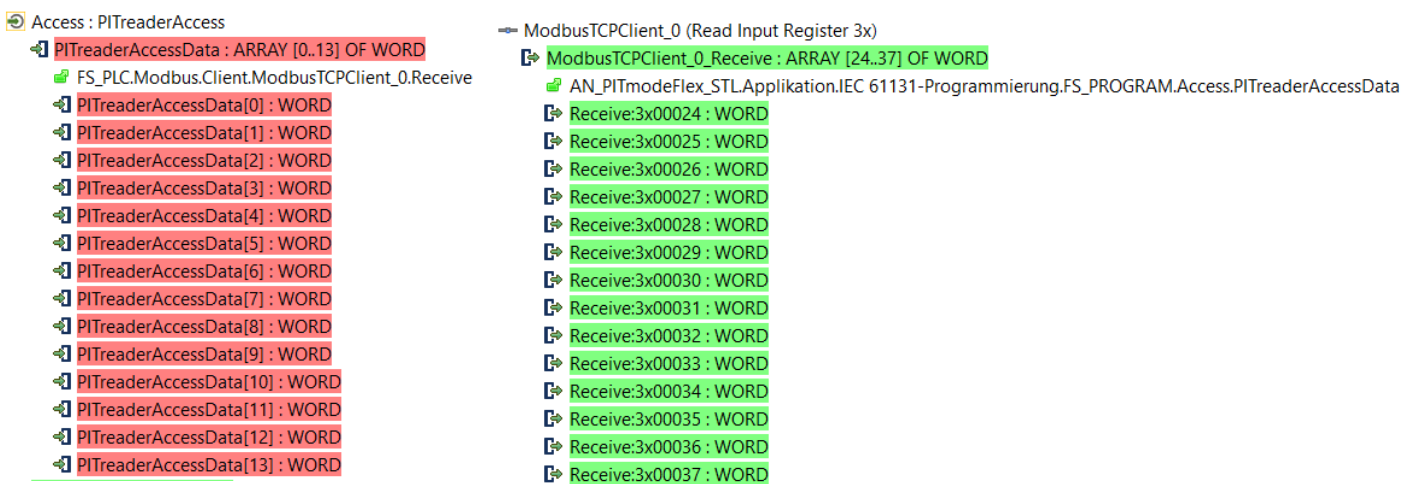 Access : PITreaderAccess
PITreaderAccessData : ARRAY [0..13] OF WORD
FS_PLC.Modbus.Client.ModbusTCPClient_0.Receive
PITreaderAccessData[0] : WORD
PITreaderAccessData[1] : WORD
PITreaderAccessData[2] : WORD
PITreaderAccessData[3] : WORD
PITreaderAccessData[4] : WORD
PITreaderAccessData[5] : WORD
PITreaderAccessData[6] : WORD
PITreaderAccessData[7] : WORD
PITreaderAccessData[8] : WORD
PITreaderAccessData[9] : WORD
PITreaderAccessData[10] : WORD
PITreaderAccessData[11] : WORD
PITreaderAccessData[12] : WORD
PITreaderAccessData[13] : WORD
ModbusTCPClient_0 (Read Input Register 3x)
ModbusTCPClient_0_Receive : ARRAY [24..37] OF WORD
AN_PITmodeFlex_STL.Applikation.IEC 61131-Programmierung.FS_PROGRAM.Access.PITreaderAccessData
Receive:3x00024 : WORD
Receive:3x00025 : WORD
Receive:3x00026 : WORD
Receive:3x00027 : WORD
Receive:3x00028 : WORD
Receive:3x00029 : WORD
Receive:3x00030 : WORD
Receive:3x00031 : WORD
Receive:3x00032 : WORD
Receive:3x00033 : WORD
Receive:3x00034 : WORD
Receive:3x00035 : WORD
Receive:3x00036 : WORD
Receive:3x00037 : WORD